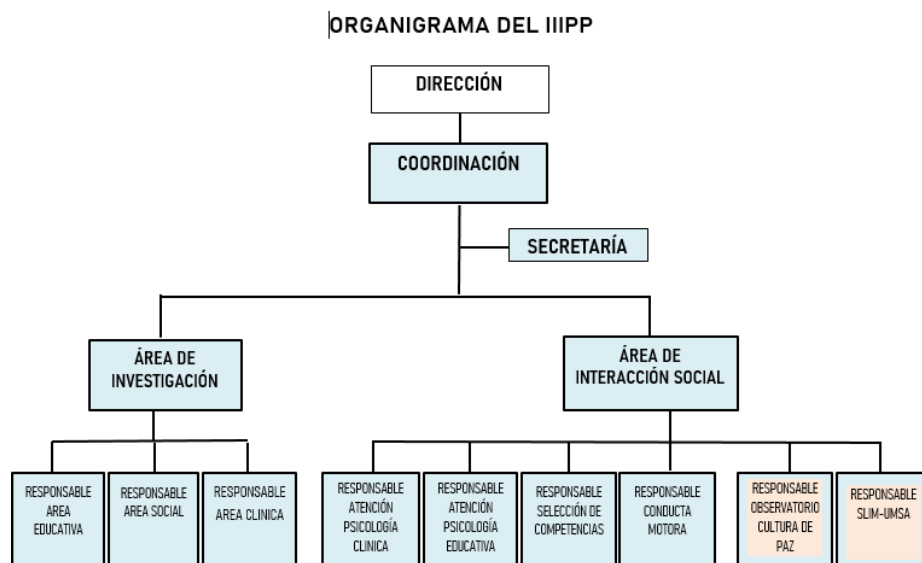 ORGANIGRAMA DEL IIIPP
DIRECCIÓN
COORDINACIÓN
SECRETARÍA
ÁREA DE
INVESTIGACIÓN
ÁREA DE
INTERACCIÓN SOCIAL
RESPONSABLE
AREA
EDUCATIVA
RESPONSABLE
AREA SOCIAL
RESPONSABLE
AREA CLINICA
RESPONSABLE
ATENCIÓN
PSICOLOGÍA
CLINICA
RESPONSABLE
ATENCIÓN
PSICOLOGÍA
EDUCATIVA
RESPONSABLE
SELECCIÓN DE
COMPETENCIAS
RESPONSABLE
CONDUCTA
MOTORA
RESPONSABLE
OBSERVATORIO
CULTURA DE
PAZ
RESPONSABLE
SLIM-UMSA